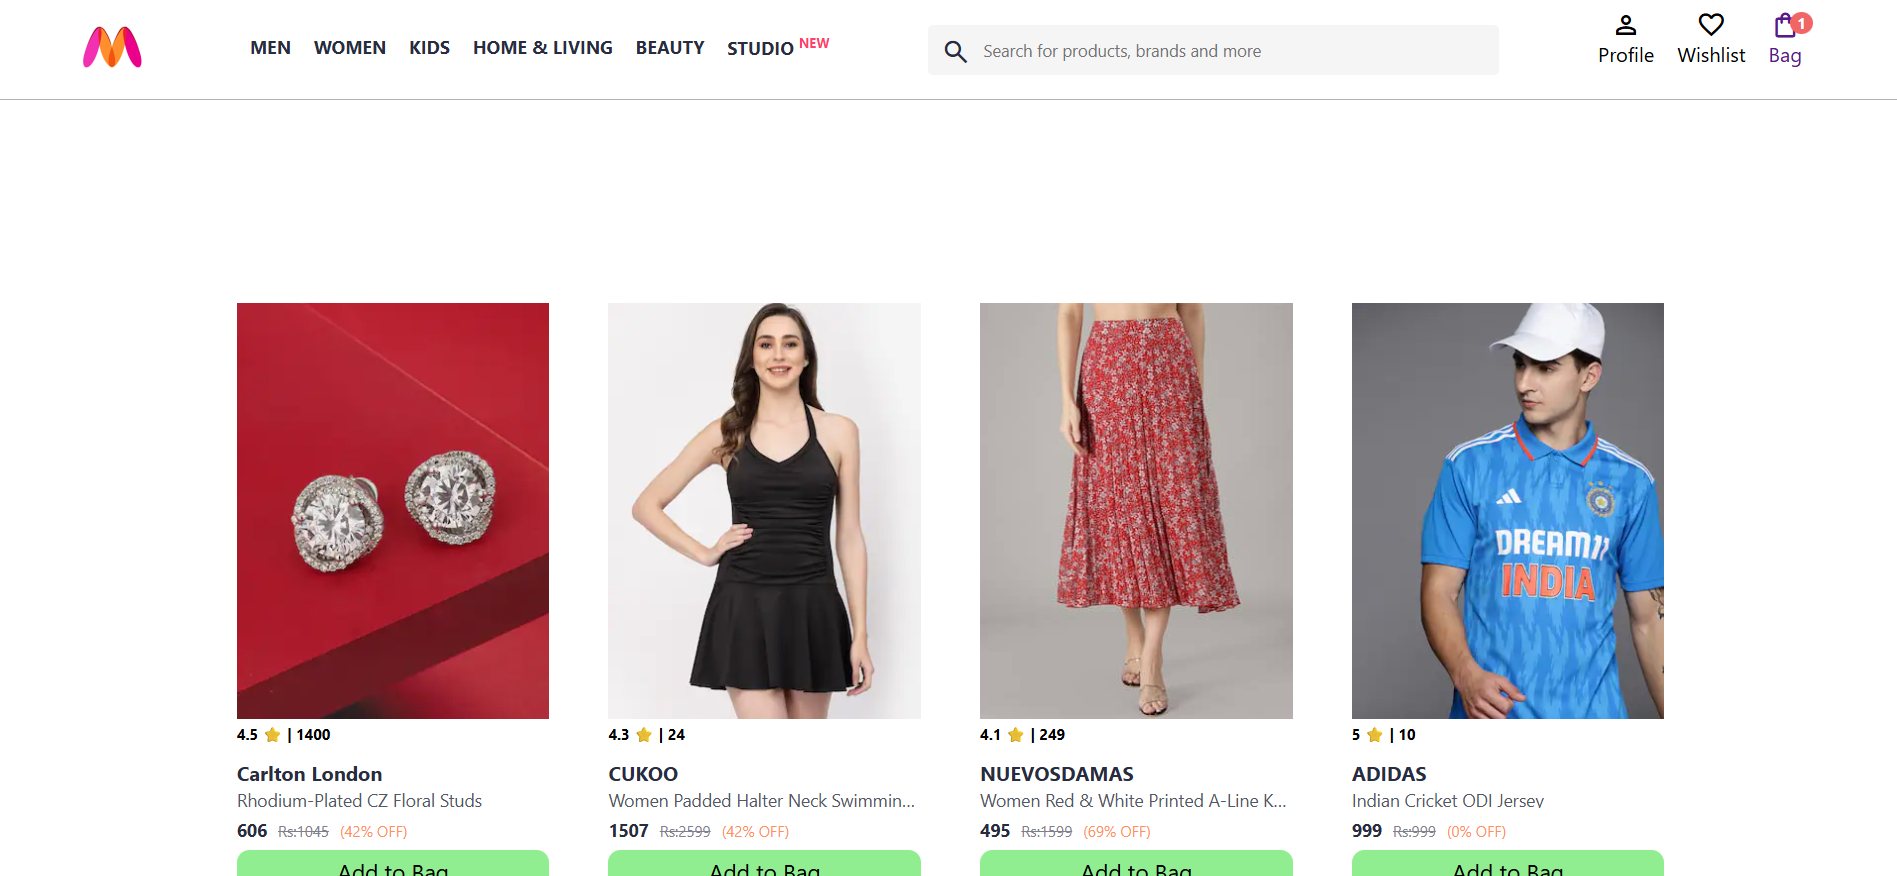 MEN WOMEN KIDS HOME & LIVING BEAUTY STUDIO NEW
Search for products, brands and more
Profile Wishlist Bag 1
DREAM11
INDIA
4.5 ⭐ | 1400
Carlton London
Rhodium-Plated CZ Floral Studs
606 Rs:1045 (42% OFF)
Add to Bag
4.3 ⭐ | 24
CUKOO
Women Padded Halter Neck Swimmin...
1507 Rs:2599 (42% OFF)
Add to Bag
4.1 ⭐ | 249
NUEVOSDAMAS
Women Red & White Printed A-Line K...
495 Rs:1599 (69% OFF)
Add to Bag
5 ⭐ | 10
ADIDAS
Indian Cricket ODI Jersey
999 Rs:999 (0% OFF)
Add to Bag